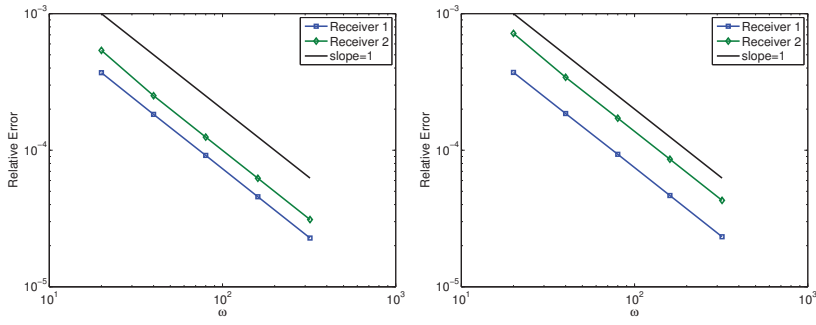 10^{-3}
10^{-4}
10^{-5}
Relative Error
10^{1}
10^{2}
10^{3}
ω
Receiver 1
Receiver 2
slope=1
10^{-3}
10^{-4}
10^{-5}
Relative Error
10^{1}
10^{2}
10^{3}
ω
Receiver 1
Receiver 2
slope=1